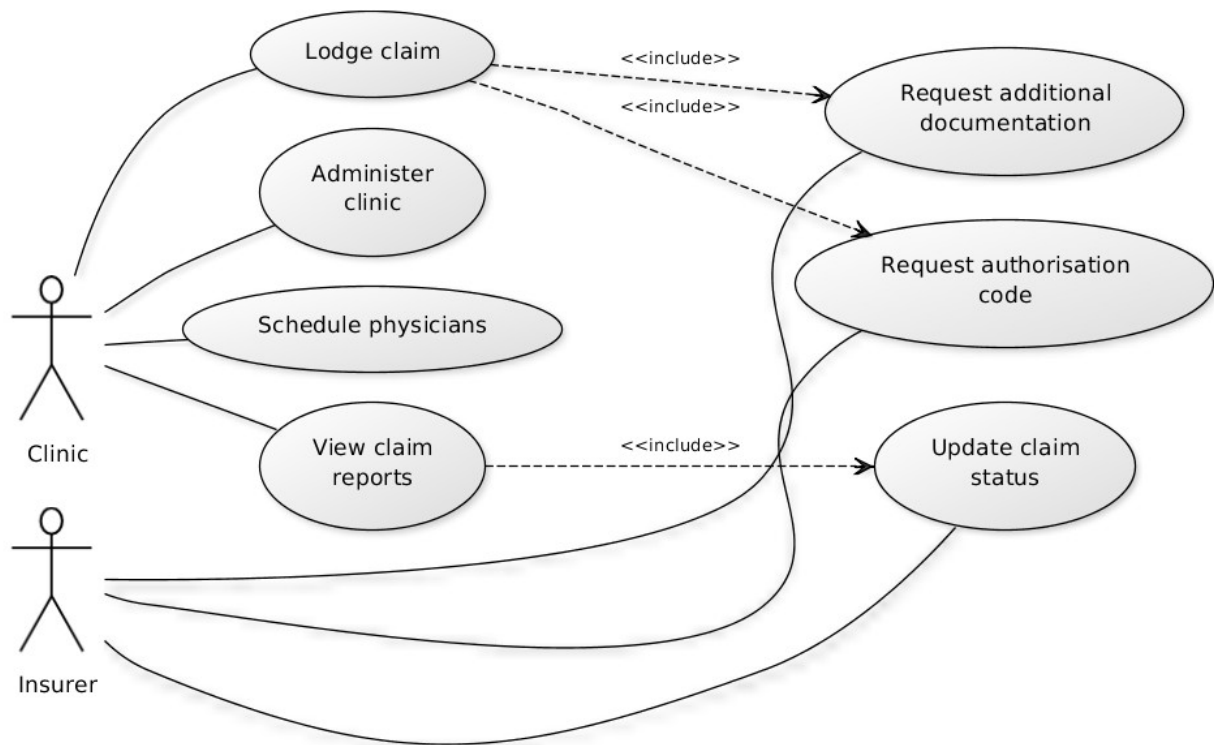 Lodge claim
<<include>>
<<include>>
Request additional
documentation
Administer
clinic
Request authorisation
code
Schedule physicians
Clinic
View claim
reports
<<include>>
Update claim
status
Insurer